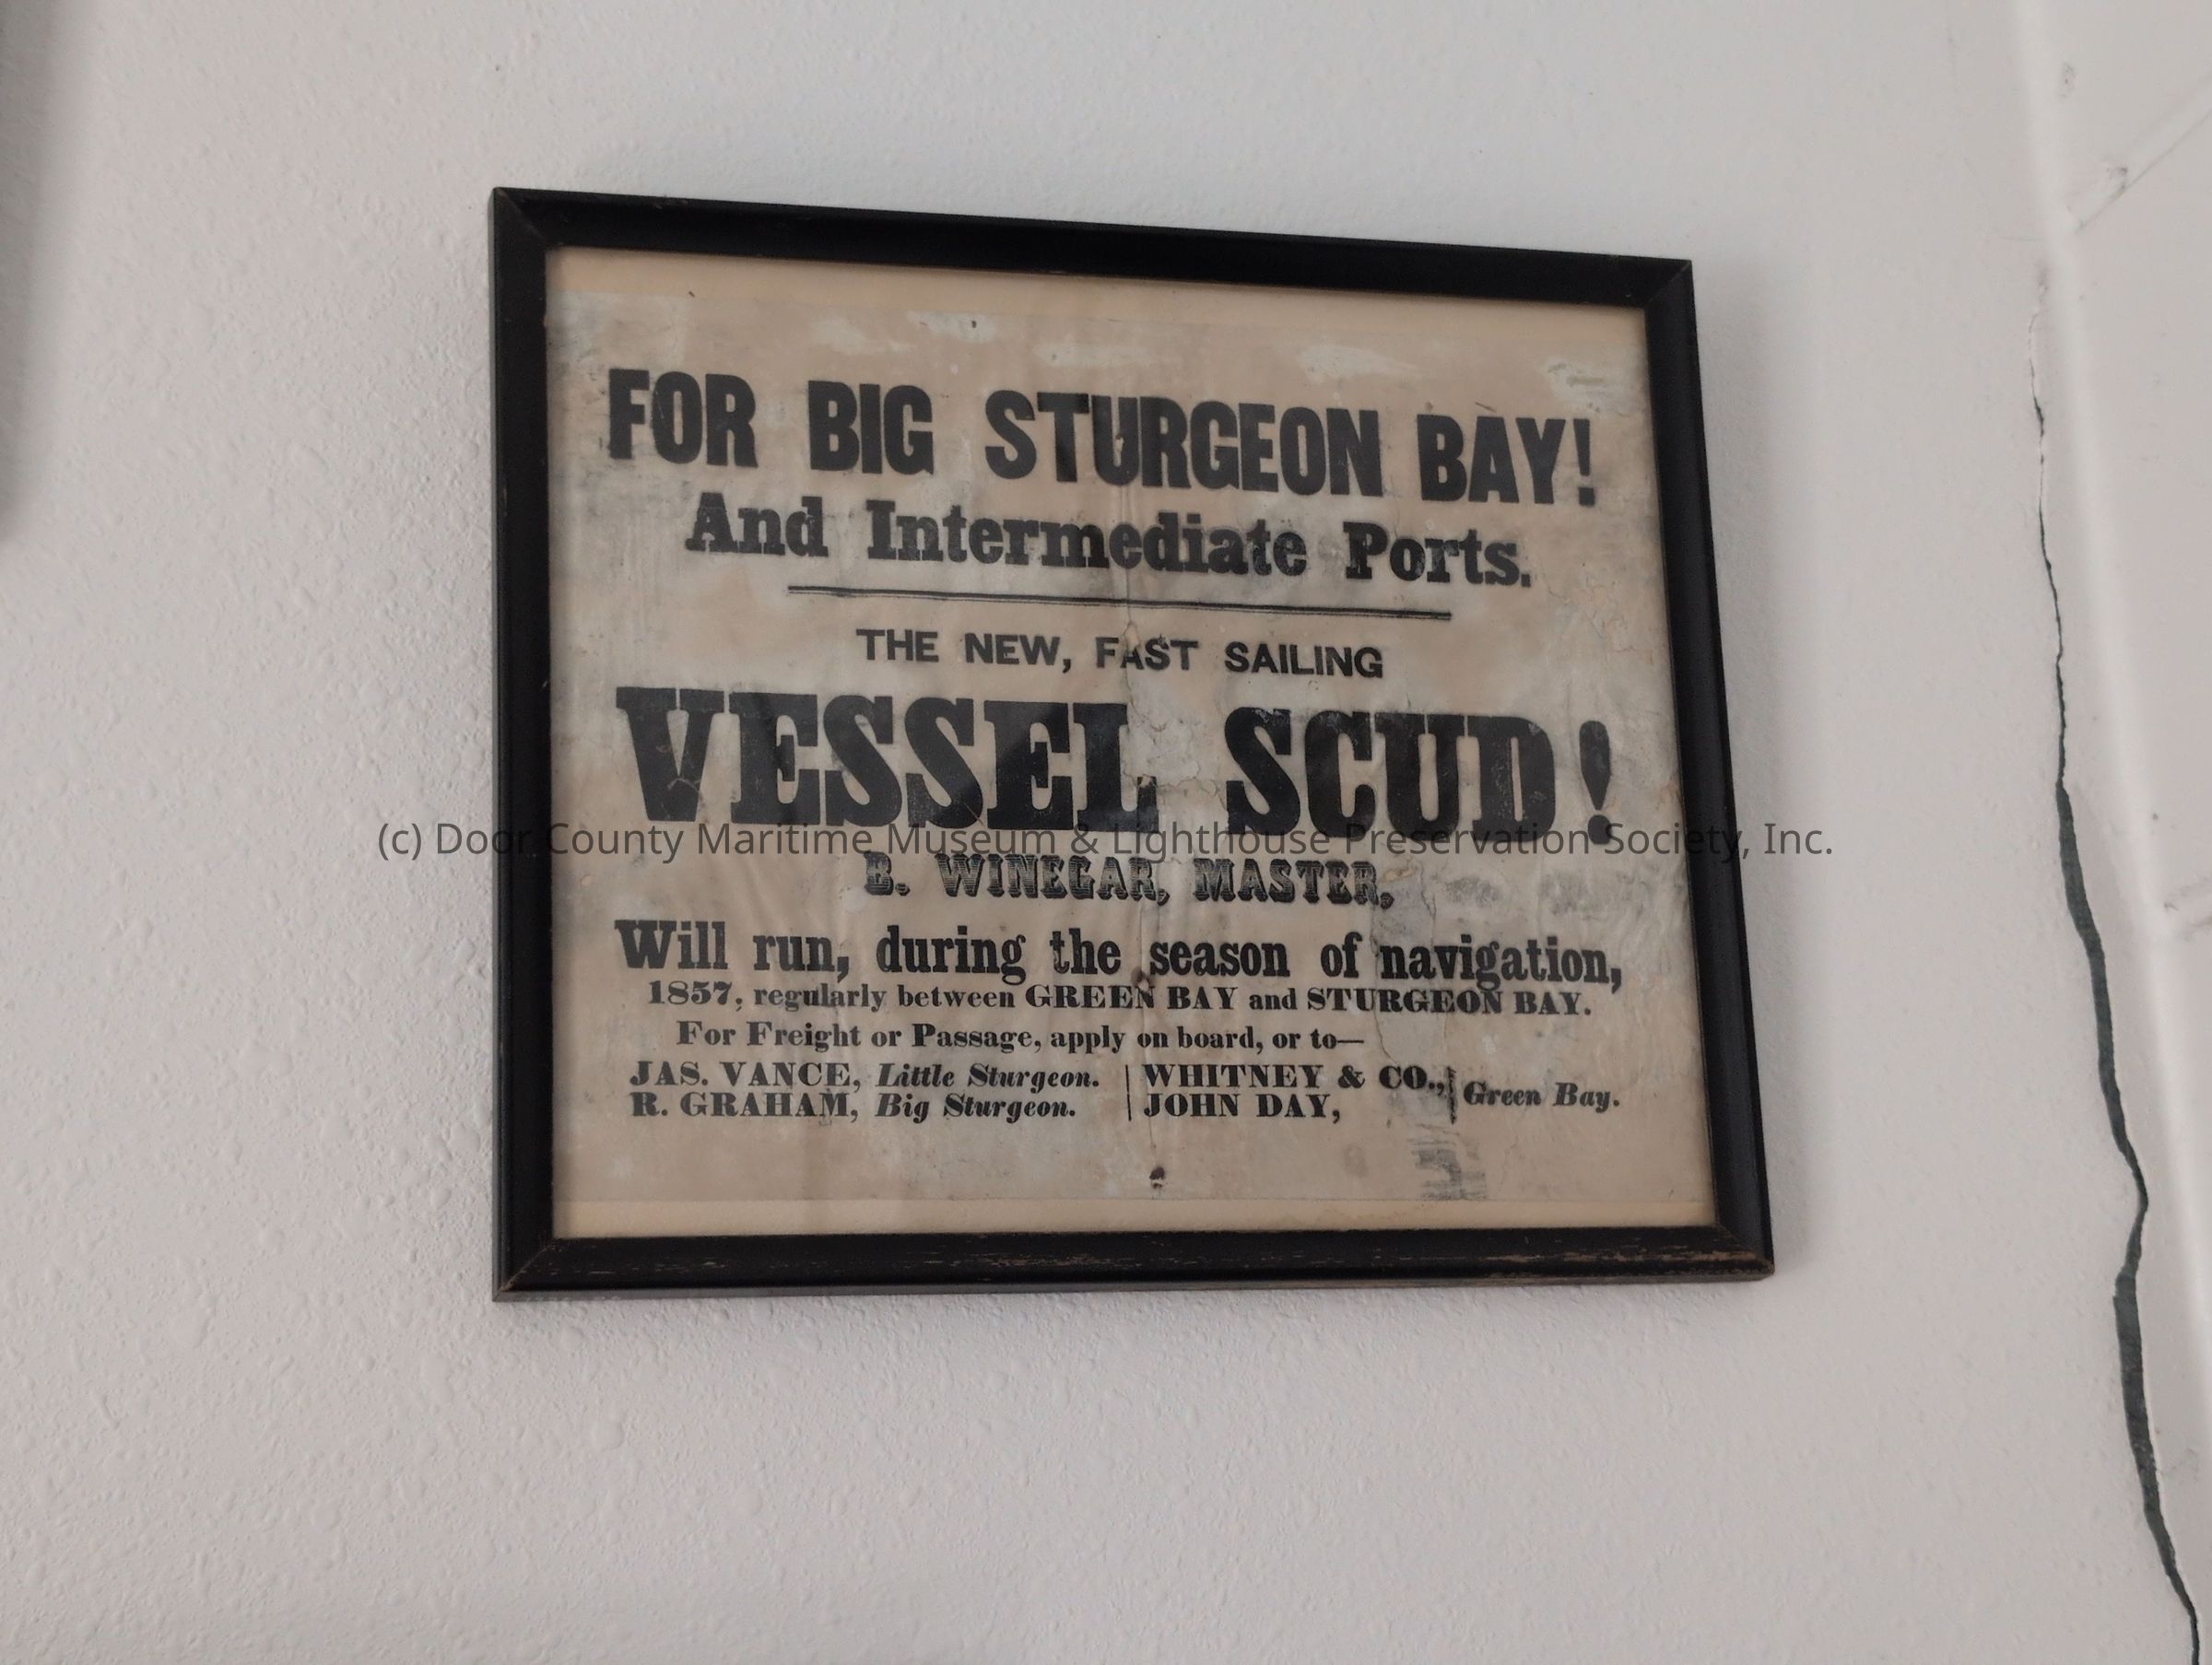 FOR BIG STURGEON BAY!
And Intermediate Ports.
THE NEW, FAST SAILING
VESSEL SCUD!
(c) Door County Maritime Museum & Lighthouse Preservation Society, Inc.
B. WINEGAR, MASTER,
Will run, during the season of navigation,
1857, regularly between GREEN BAY and STURGEON BAY.
For Freight or Passage, apply on board, or to—
JAS. VANCE, Little Sturgeon. | WHITNEY & CO.,
R. GRAHAM, Big Sturgeon. | JOHN DAY, } Green Bay.